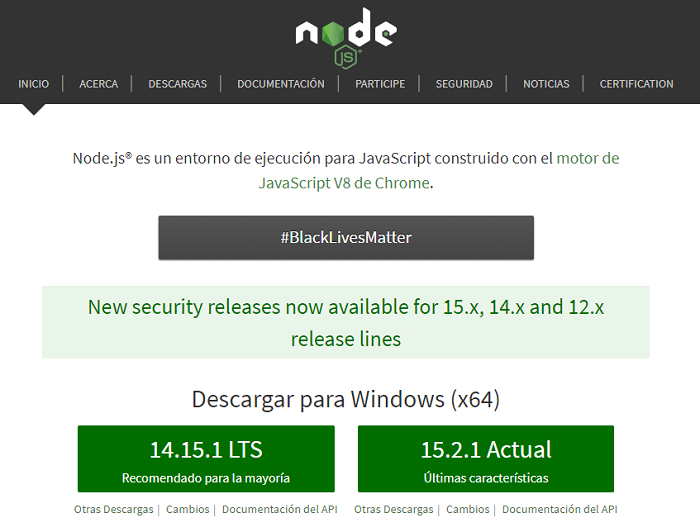 node
JS
INICIO | ACERCA | DESCARGAS | DOCUMENTACIÓN | PARTICIPE | SEGURIDAD | NOTICIAS | CERTIFICATION
Node.js® es un entorno de ejecución para JavaScript construido con el motor de
JavaScript V8 de Chrome.
#BlackLivesMatter
New security releases now available for 15.x, 14.x and 12.x
release lines
Descargar para Windows (x64)
14.15.1 LTS
Recomendado para la mayoría
15.2.1 Actual
Últimas características
Otras Descargas | Cambios | Documentación del API
Otras Descargas | Cambios | Documentación del API